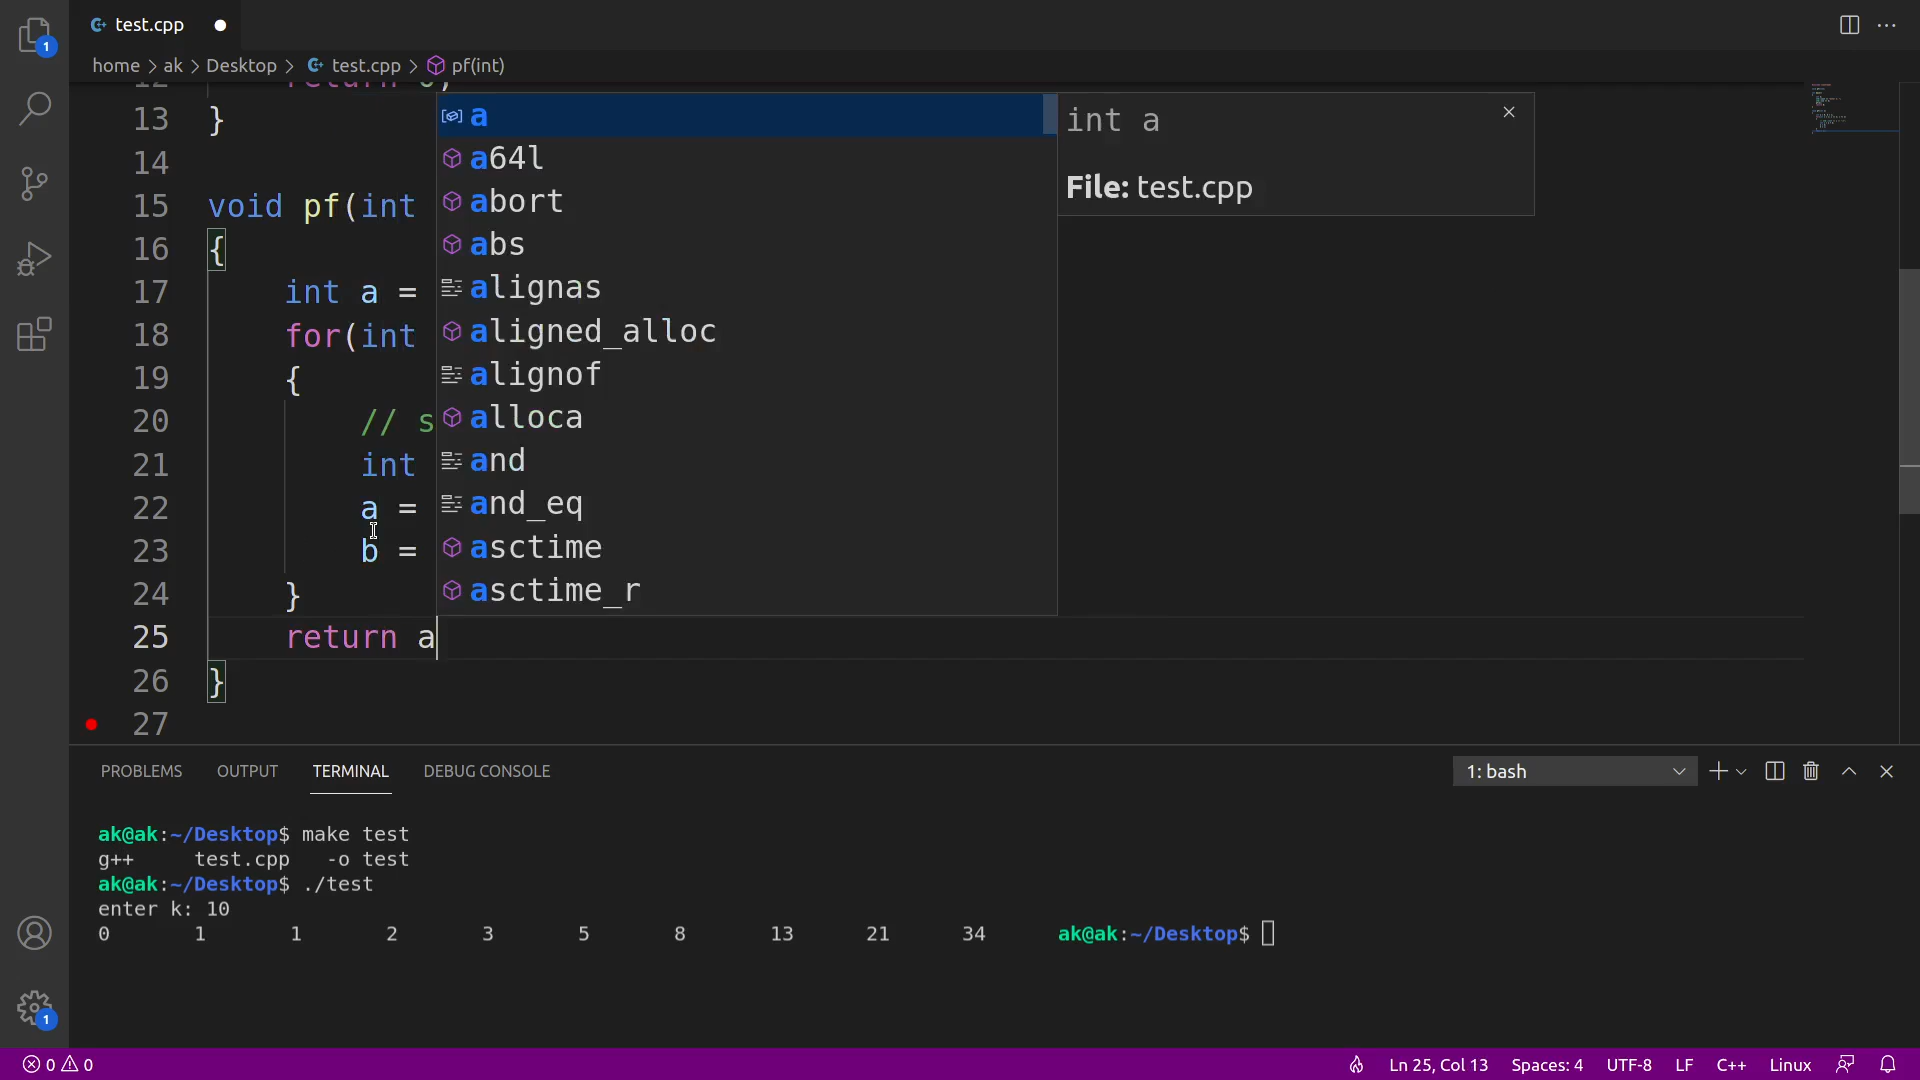 test.cpp
home > ak > Desktop > test.cpp > pf(int)
12
13 }
14
15 void pf(int
16 {
17 int a =
18 for(int
19 {
20 // s
21 int
22 a =
23 b =
24 }
25 return a
26 }
27
a
a64l
abort
abs
alignas
aligned_alloc
alignof
alloca
and
and_eq
asctime
asctime_r
int a
File: test.cpp
PROBLEMS OUTPUT TERMINAL DEBUG CONSOLE 1: bash
ak@ak:~/Desktop$ make test
g++ test.cpp -o test
ak@ak:~/Desktop$ ./test
enter k: 10
0 1 1 2 3 5 8 13 21 34 ak@ak:~/Desktop$
1
1
0 0 Ln 25, Col 13 Spaces: 4 UTF-8 LF C++ Linux